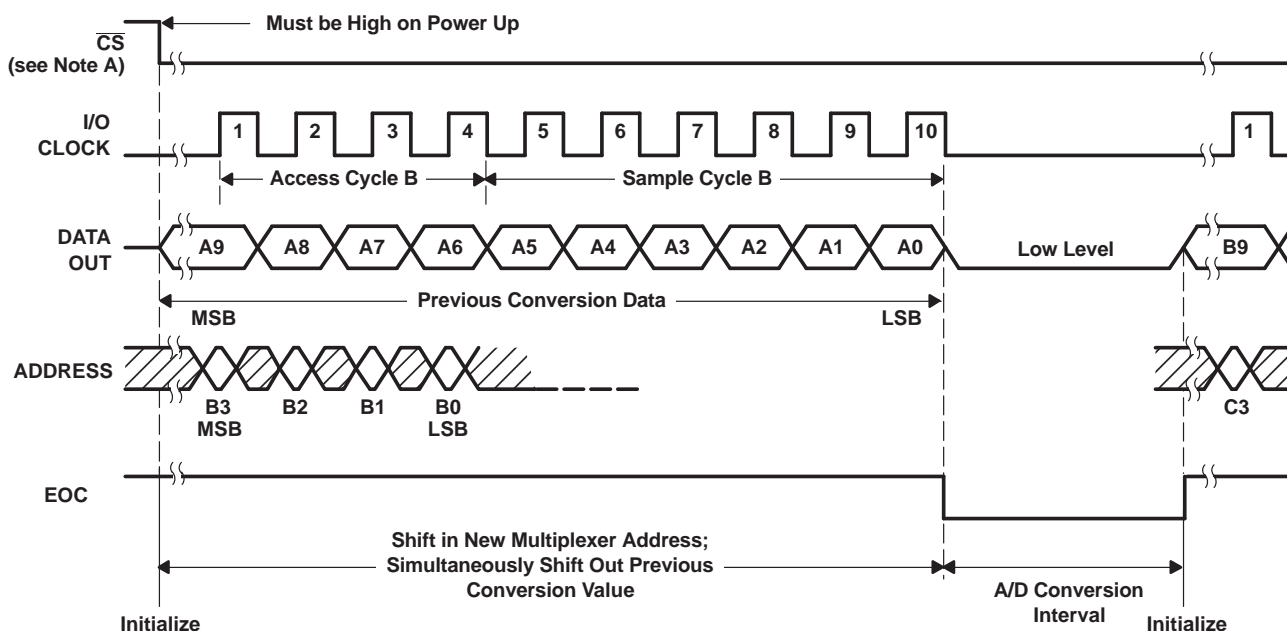 Must be High on Power Up
CS
(see Note A)
I/O
CLOCK
1 2 3 4 5 6 7 8 9 10 1
Access Cycle B
Sample Cycle B
DATA
OUT
A9 A8 A7 A6 A5 A4 A3 A2 A1 A0 Low Level B9
Previous Conversion Data
MSB LSB
ADDRESS
B3 B2 B1 B0 C3
MSB LSB
EOC
Shift in New Multiplexer Address;
Simultaneously Shift Out Previous
Conversion Value
A/D Conversion
Interval
Initialize Initialize